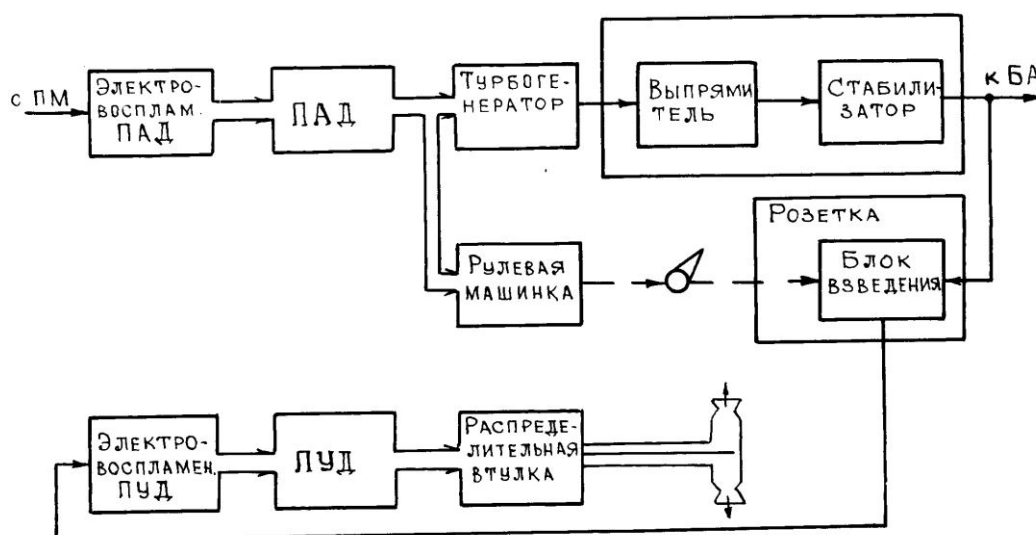 с ПМ
Электро-
восплам.
ПАД
ПАД
Турбоге-
нератор
Выпрями
тель
Стабили-
затор
к БА
Рулевая
машинка
Розетка
Блок
взведения
Электро-
воспламен.
ПУД
ПУД
Распреде-
лительная
втулка